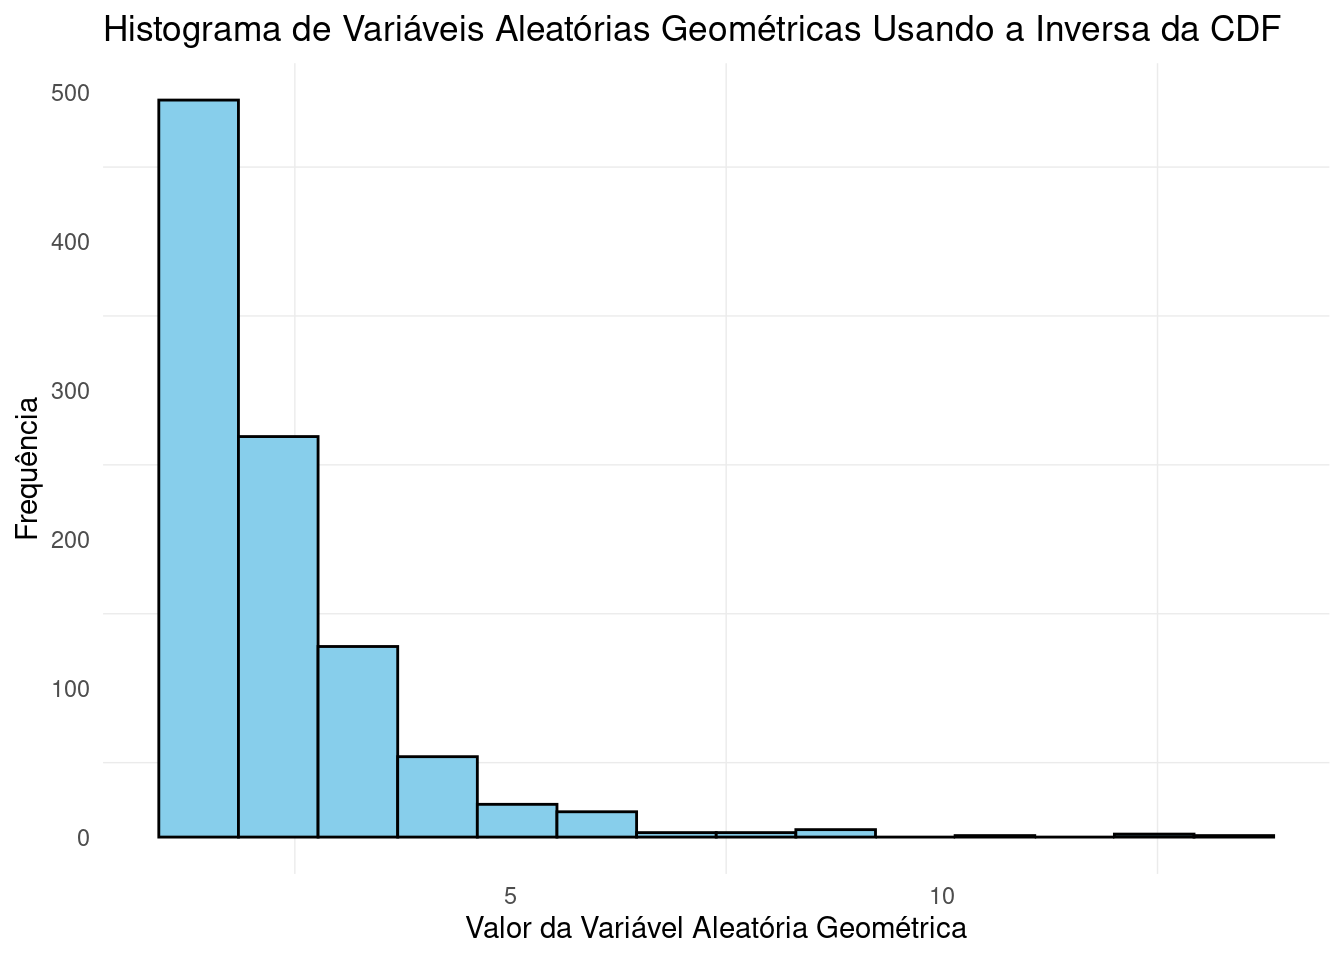 Histograma de Variáveis Aleatórias Geométricas Usando a Inversa da CDF
500
400
300
200
100
0
Frequência
5
10
Valor da Variável Aleatória Geométrica